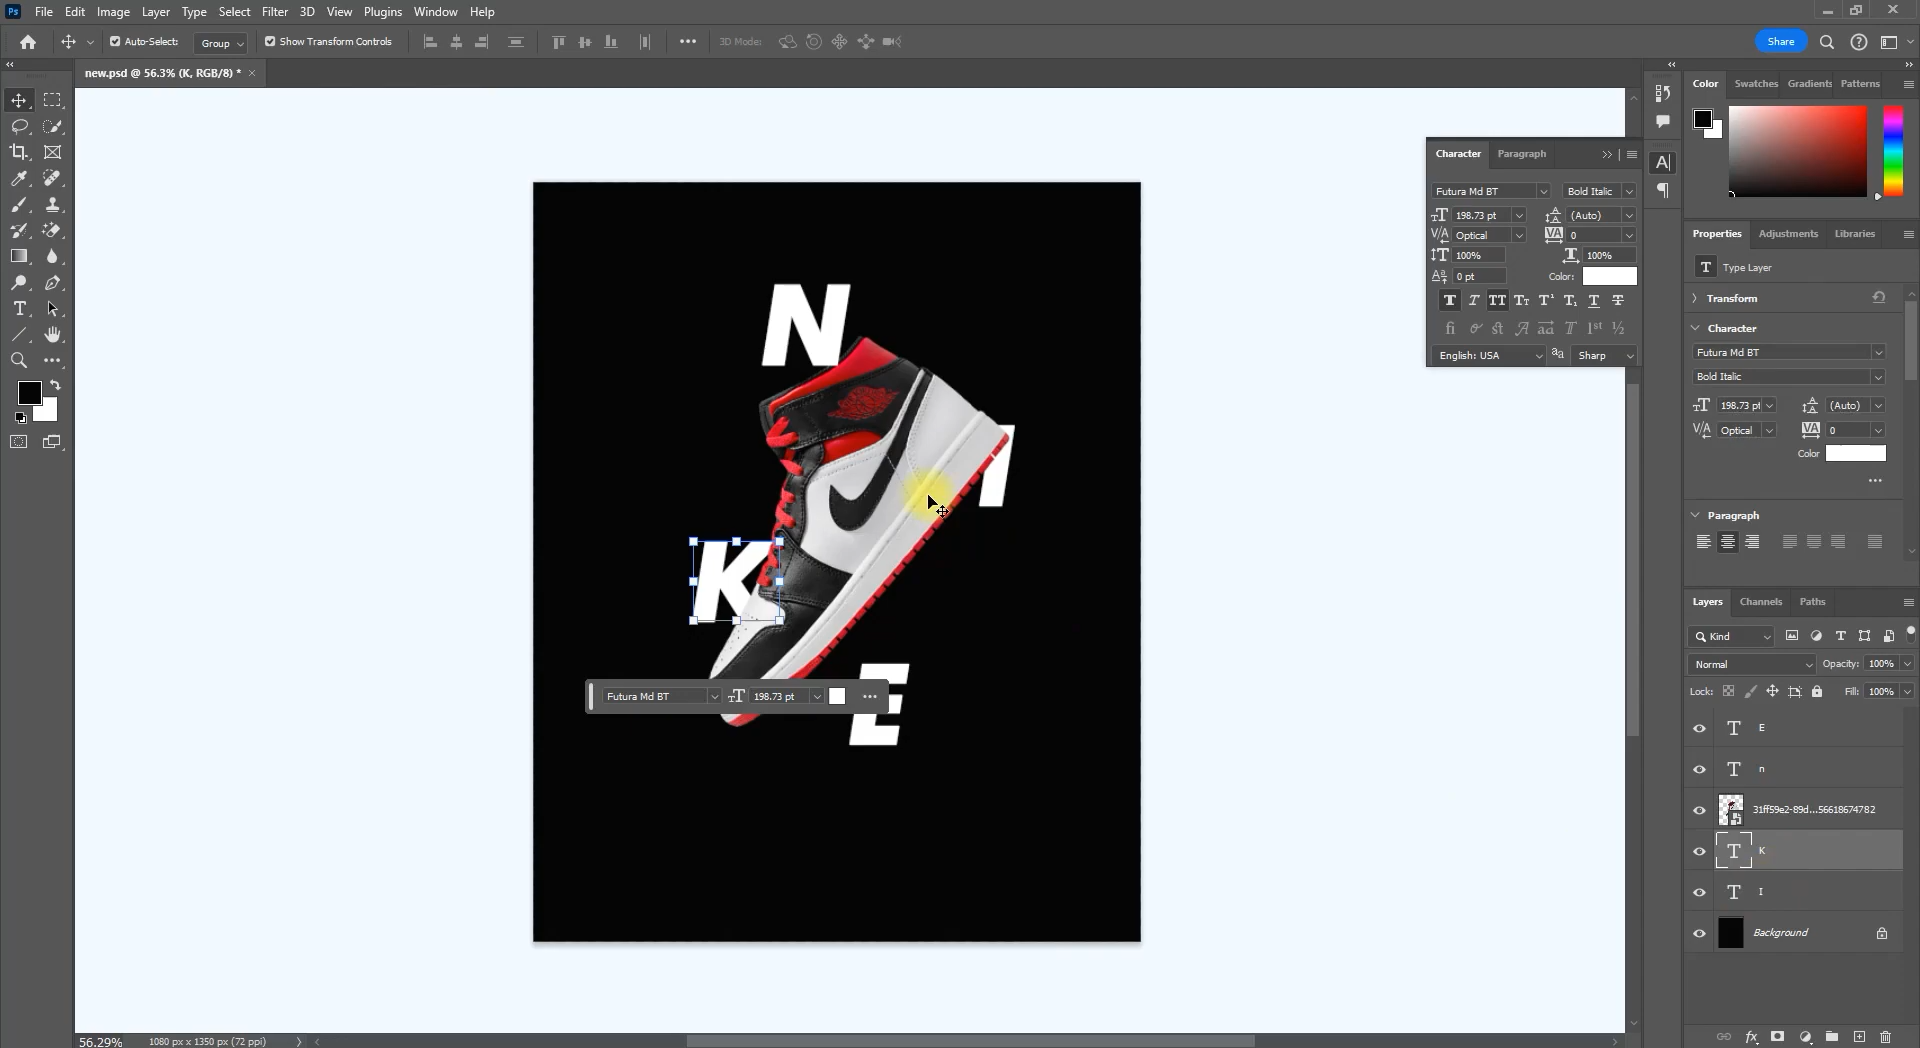 Ps File Edit Image Layer Type Select Filter 3D View Plugins Window Help
Auto-Select: Group Show Transform Controls 3D Mode: Share
new.psd @ 56.3% (K, RGB/8) *
Color Swatches Gradients Patterns
Character Paragraph
Futura Md BT Bold Italic
198.73 pt (Auto)
Optical 0
100% 100%
0 pt Color:
English: USA Sharp
Properties Adjustments Libraries
Type Layer
Transform
Character
Futura Md BT
Bold Italic
198.73 pt (Auto)
Optical 0
Color
Paragraph
N
I
K
E
Futura Md BT 198.73 pt
Layers Channels Paths
Kind
Normal Opacity: 100%
Lock: Fill: 100%
E
n
31ff59e2-89d...56618674782
K
I
Background
56.29% 1080 px x 1350 px (72 ppi)